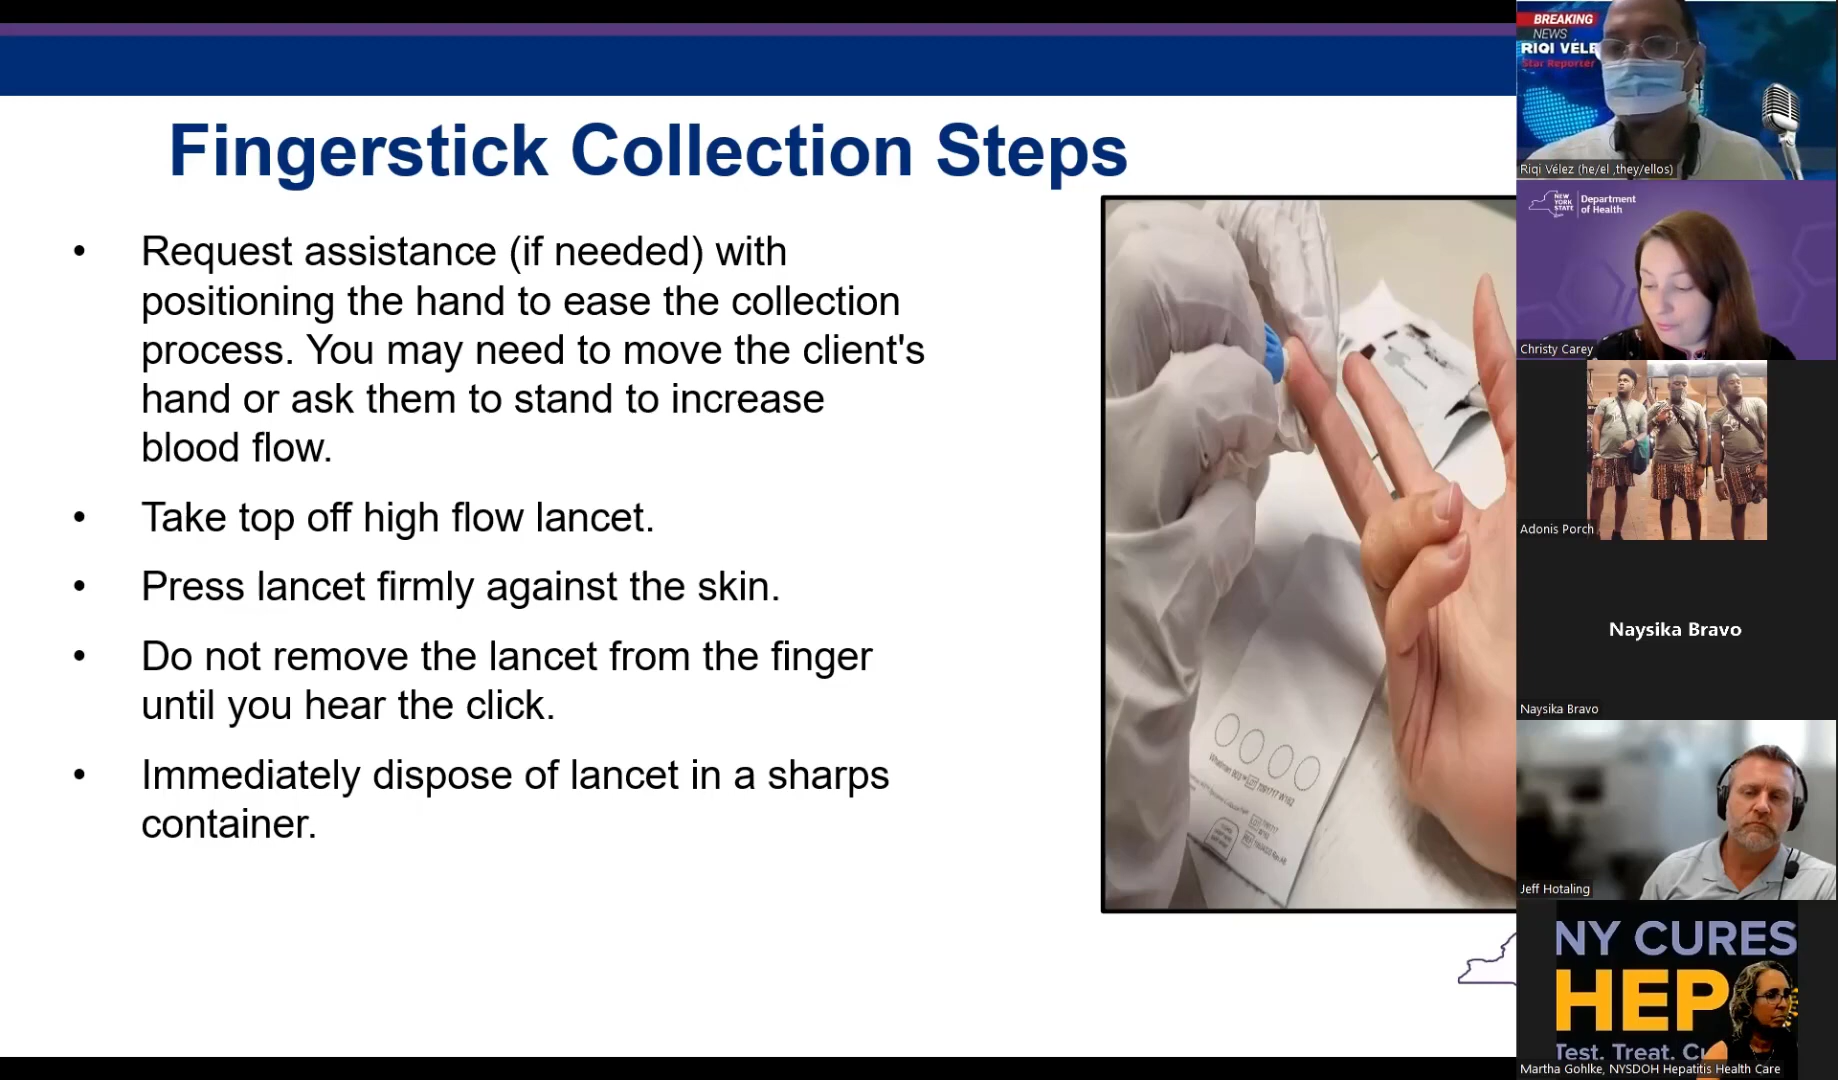 Fingerstick Collection Steps
• Request assistance (if needed) with
positioning the hand to ease the collection
process. You may need to move the client's
hand or ask them to stand to increase
blood flow.
• Take top off high flow lancet.
• Press lancet firmly against the skin.
• Do not remove the lancet from the finger
until you hear the click.
• Immediately dispose of lancet in a sharps
container.
BREAKING
NEWS
RIQI VÉLE
Star Reporter
Riqi Vélez (he/el ,they/ellos)
NEW
YORK
STATE
Department
of Health
Christy Carey
Adonis Porch
Naysika Bravo
Naysika Bravo
Jeff Hotaling
NY CURES
HEP
Test. Treat. Cu
Martha Gohlke, NYSDOH Hepatitis Health Care